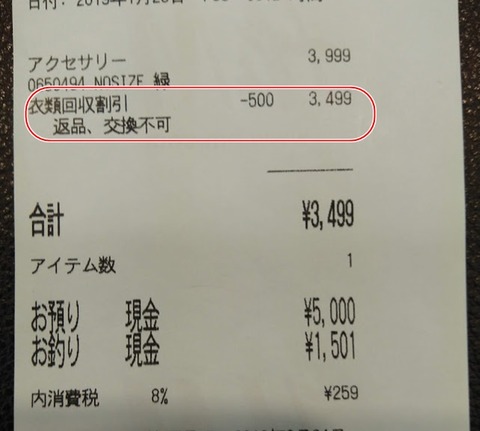 アクセサリー 3,999
0650494 NOSIZE 緑
衣類回収割引 -500 3,499
返品、交換不可
合計 ¥3,499
アイテム数 1
お預り 現金 ¥5,000
お釣り 現金 ¥1,501
内消費税 8% ¥259